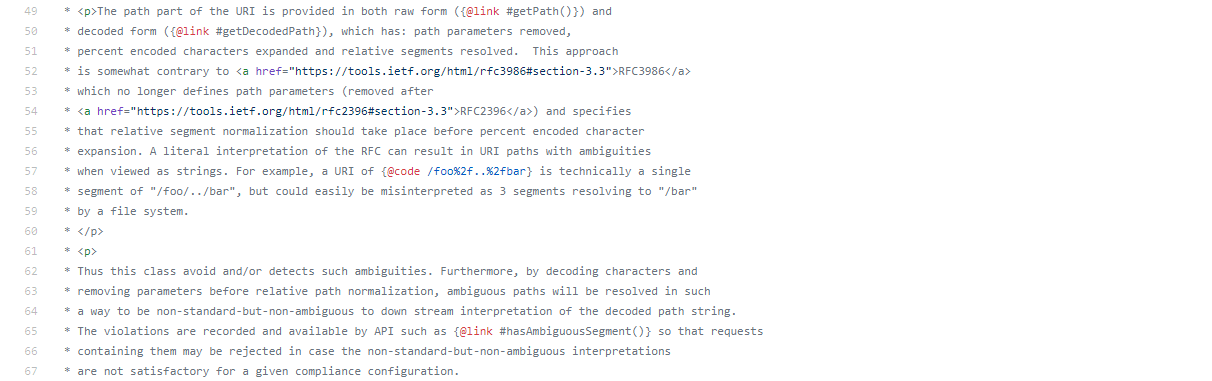 49 * <p>The path part of the URI is provided in both raw form ({@link #getPath()}) and
50 * decoded form ({@link #getDecodedPath}), which has: path parameters removed,
51 * percent encoded characters expanded and relative segments resolved.  This approach
52 * is somewhat contrary to <a href="https://tools.ietf.org/html/rfc3986#section-3.3">RFC3986</a>
53 * which no longer defines path parameters (removed after
54 * <a href="https://tools.ietf.org/html/rfc2396#section-3.3">RFC2396</a>) and specifies
55 * that relative segment normalization should take place before percent encoded character
56 * expansion. A literal interpretation of the RFC can result in URI paths with ambiguities
57 * when viewed as strings. For example, a URI of {@code /foo%2f..%2fbar} is technically a single
58 * segment of "/foo/../bar", but could easily be misinterpreted as 3 segments resolving to "/bar"
59 * by a file system.
60 * </p>
61 * <p>
62 * Thus this class avoid and/or detects such ambiguities. Furthermore, by decoding characters and
63 * removing parameters before relative path normalization, ambiguous paths will be resolved in such
64 * a way to be non-standard-but-non-ambiguous to down stream interpretation of the decoded path string.
65 * The violations are recorded and available by API such as {@link #hasAmbiguousSegment()} so that requests
66 * containing them may be rejected in case the non-standard-but-non-ambiguous interpretations
67 * are not satisfactory for a given compliance configuration.